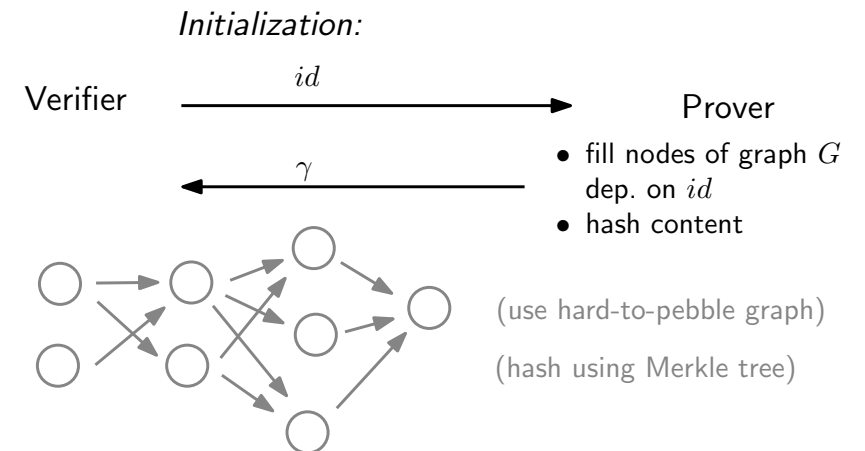 Initialization:
id
Verifier
Prover
• fill nodes of graph G
dep. on id
γ
• hash content
(use hard-to-pebble graph)
(hash using Merkle tree)